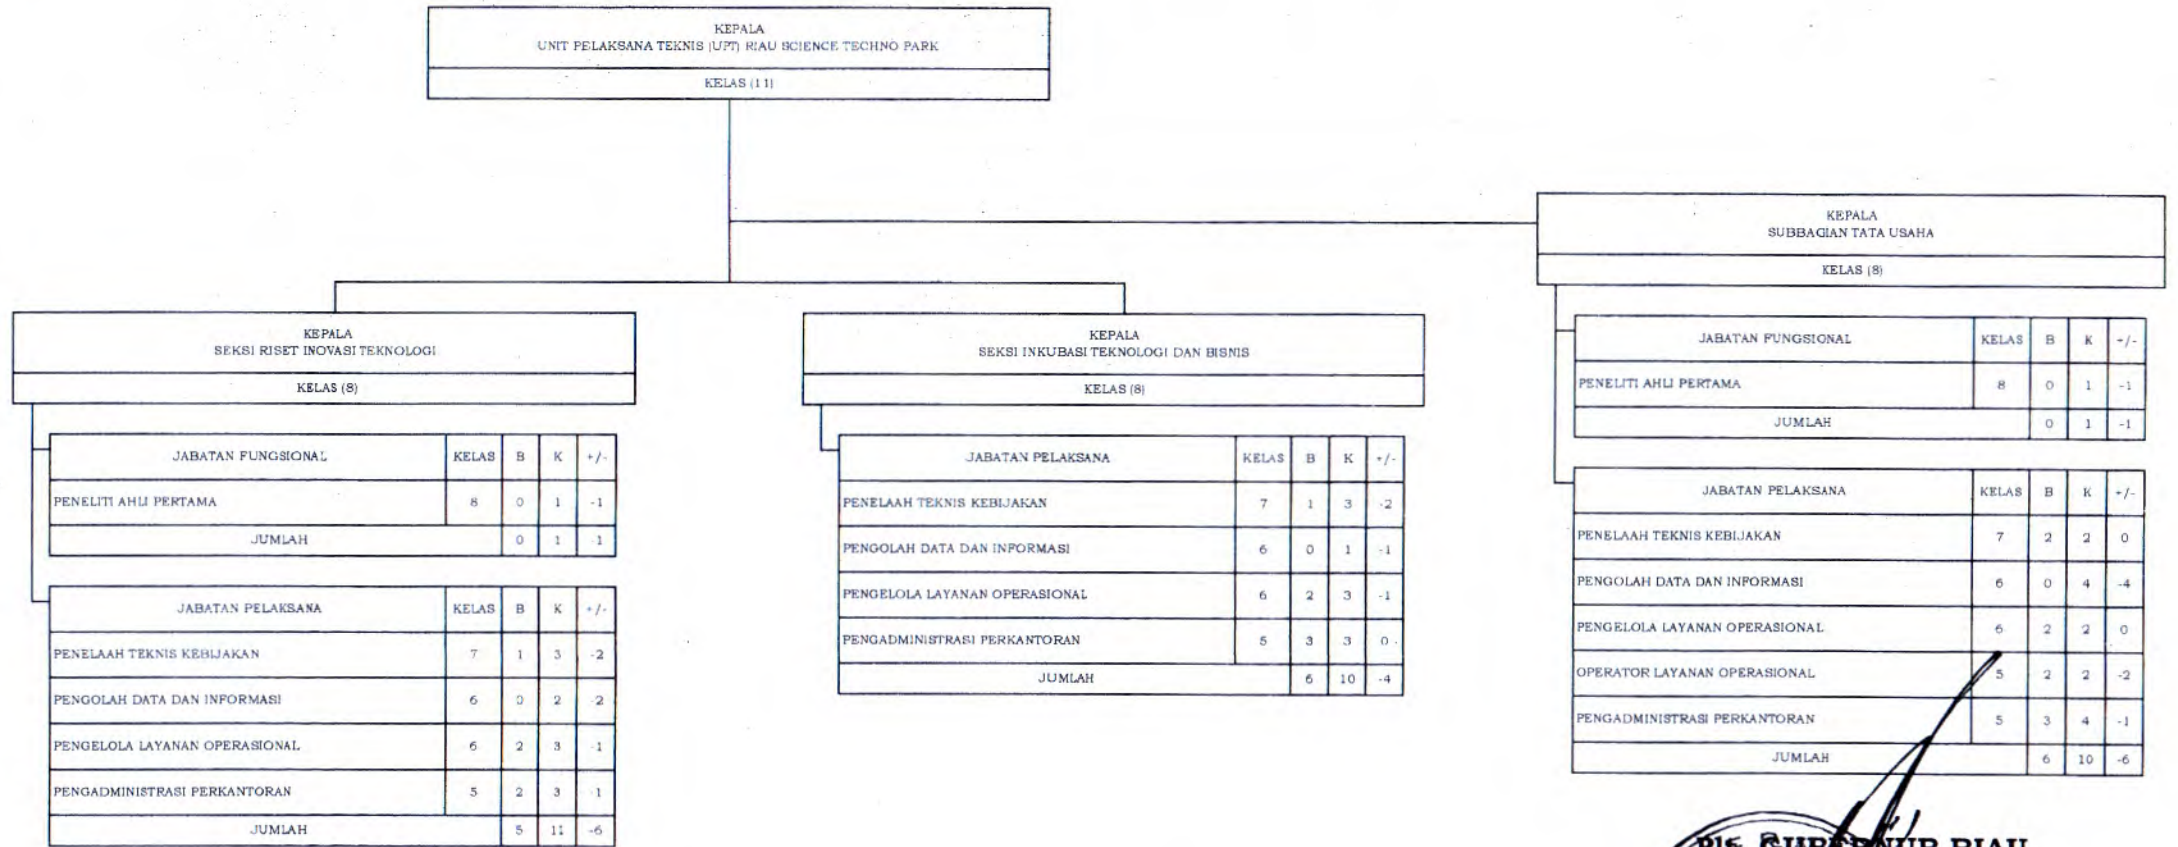 KEPALA
UNIT PELAKSANA TEKNIS (UPT) RIAU SCIENCE TECHNO PARK
KELAS (11)
KEPALA
SUBBAGIAN TATA USAHA
KELAS (8)
JABATAN FUNGSIONAL KELAS B K +/-
PENELITI AHLI PERTAMA 8 0 1 -1
JUMLAH 0 1 -1
JABATAN PELAKSANA KELAS B K +/-
PENELAAH TEKNIS KEBIJAKAN 7 2 2 0
PENGOLAH DATA DAN INFORMASI 6 0 4 -4
PENGELOLA LAYANAN OPERASIONAL 6 2 2 0
OPERATOR LAYANAN OPERASIONAL 5 2 2 -2
PENGADMINISTRASI PERKANTORAN 5 3 4 -1
JUMLAH 6 10 -6
KEPALA
SEKSI RISET INOVASI TEKNOLOGI
KELAS (8)
JABATAN FUNGSIONAL KELAS B K +/-
PENELITI AHLI PERTAMA 8 0 1 -1
JUMLAH 0 1 -1
JABATAN PELAKSANA KELAS B K +/-
PENELAAH TEKNIS KEBIJAKAN 7 1 3 -2
PENGOLAH DATA DAN INFORMASI 6 0 2 -2
PENGELOLA LAYANAN OPERASIONAL 6 2 3 -1
PENGADMINISTRASI PERKANTORAN 5 2 3 -1
JUMLAH 5 11 -6
KEPALA
SEKSI INKUBASI TEKNOLOGI DAN BISNIS
KELAS (8)
JABATAN PELAKSANA KELAS B K +/-
PENELAAH TEKNIS KEBIJAKAN 7 1 3 -2
PENGOLAH DATA DAN INFORMASI 6 0 1 -1
PENGELOLA LAYANAN OPERASIONAL 6 2 3 -1
PENGADMINISTRASI PERKANTORAN 5 3 3 0
JUMLAH 6 10 -4
Plt. GUBERNUR RIAU